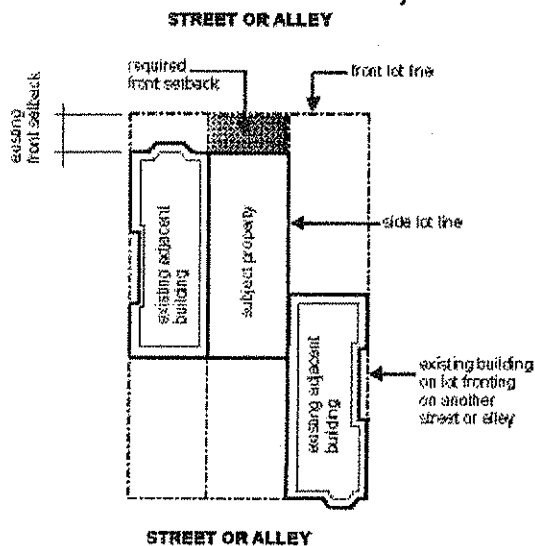 STREET OR ALLEY
required
front setback
front lot line
existing
front setback
existing adjacent
building
subject property
side lot line
existing adjacent
building
existing building
on lot fronting
on another
street or alley
STREET OR ALLEY